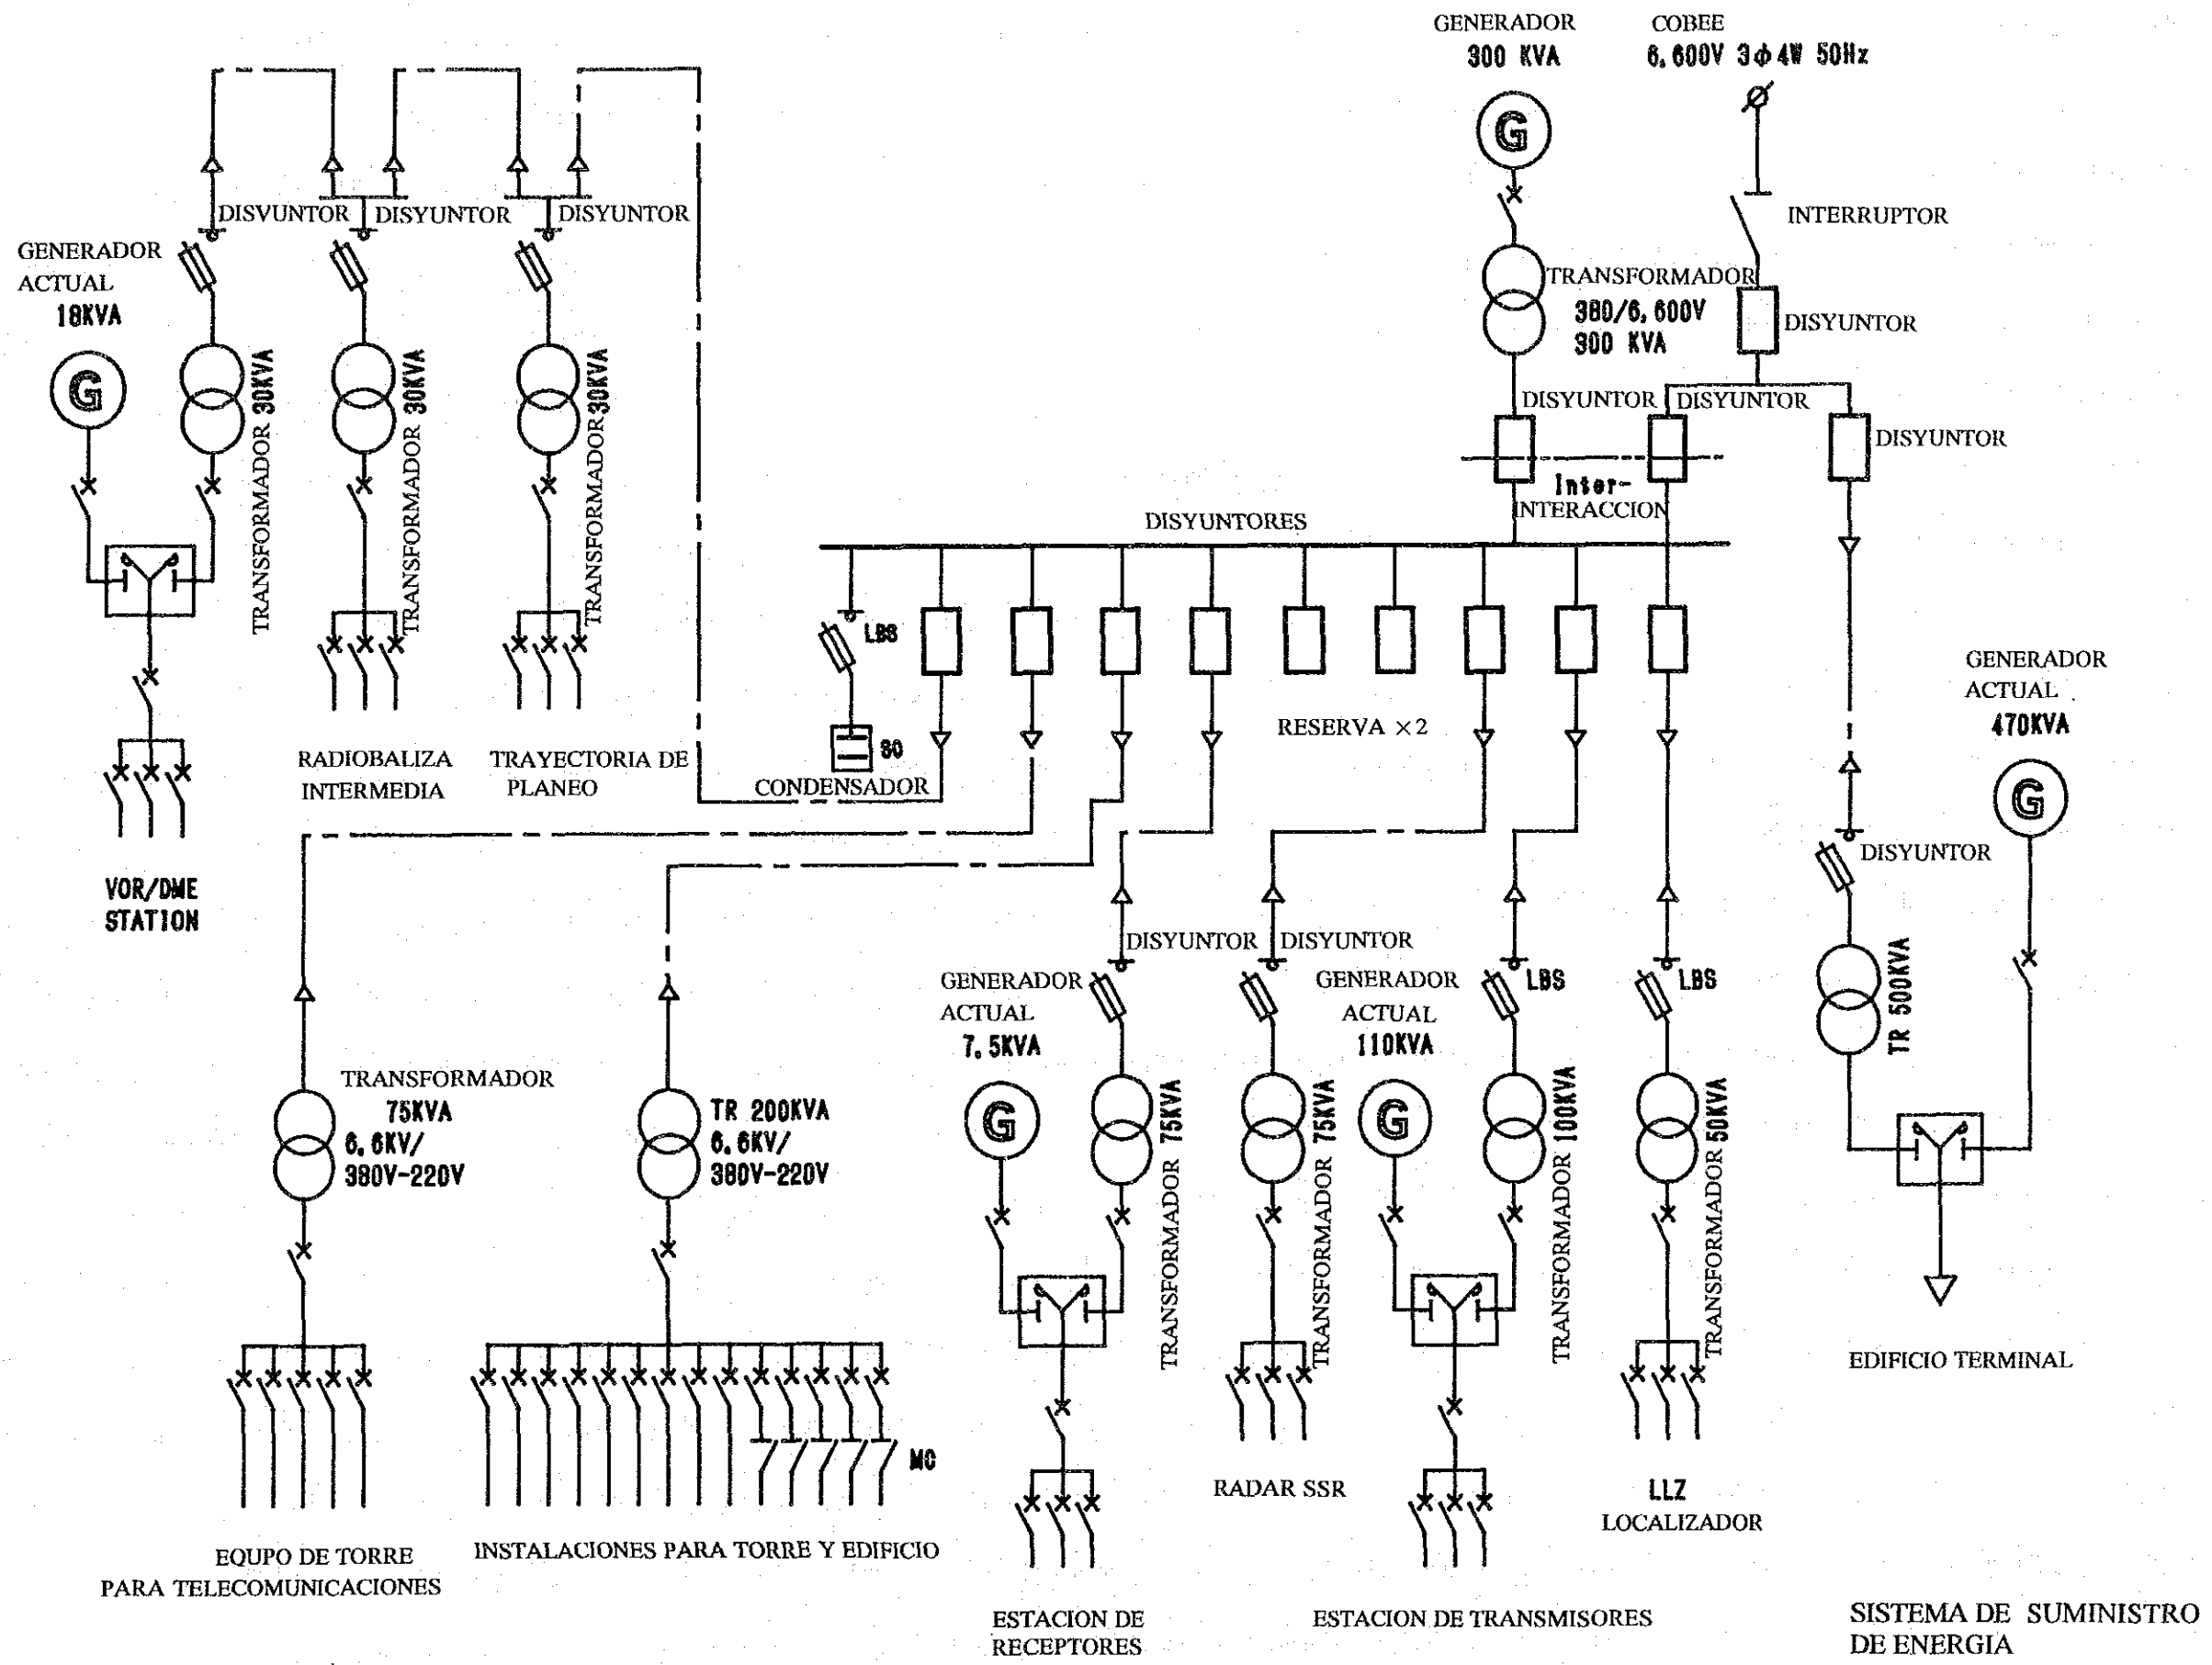 GENERADOR
300 KVA
COBEE
6,600V 3φ4W 50Hz
INTERRUPTOR
DISVUNTOR
DISYUNTOR
DISYUNTOR
GENERADOR
ACTUAL
18KVA
G
G
TRANSFORMADOR
380/6,600V
300 KVA
DISYUNTOR
TRANSFORMADOR 30KVA
TRANSFORMADOR 30KVA
TRANSFORMADOR 30KVA
DISYUNTOR
DISYUNTOR
DISYUNTOR
Inter-
INTERACCION
DISYUNTORES
LBS
SC
CONDENSADOR
RESERVA ×2
GENERADOR
ACTUAL
470KVA
G
RADIOBALIZA
INTERMEDIA
TRAYECTORIA DE
PLANEO
VOR/DME
STATION
DISYUNTOR
TR 500KVA
DISYUNTOR
DISYUNTOR
GENERADOR
ACTUAL
7,5KVA
G
GENERADOR
ACTUAL
110KVA
G
LBS
LBS
TRANSFORMADOR
75KVA
6,6KV/
380V-220V
TR 200KVA
6,6KV/
380V-220V
TRANSFORMADOR 75KVA
TRANSFORMADOR 75KVA
TRANSFORMADOR 100KVA
TRANSFORMADOR 50KVA
EDIFICIO TERMINAL
MC
RADAR SSR
LLZ
LOCALIZADOR
EQUPO DE TORRE
PARA TELECOMUNICACIONES
INSTALACIONES PARA TORRE Y EDIFICIO
ESTACION DE
RECEPTORES
ESTACION DE TRANSMISORES
SISTEMA DE SUMINISTRO
DE ENERGIA